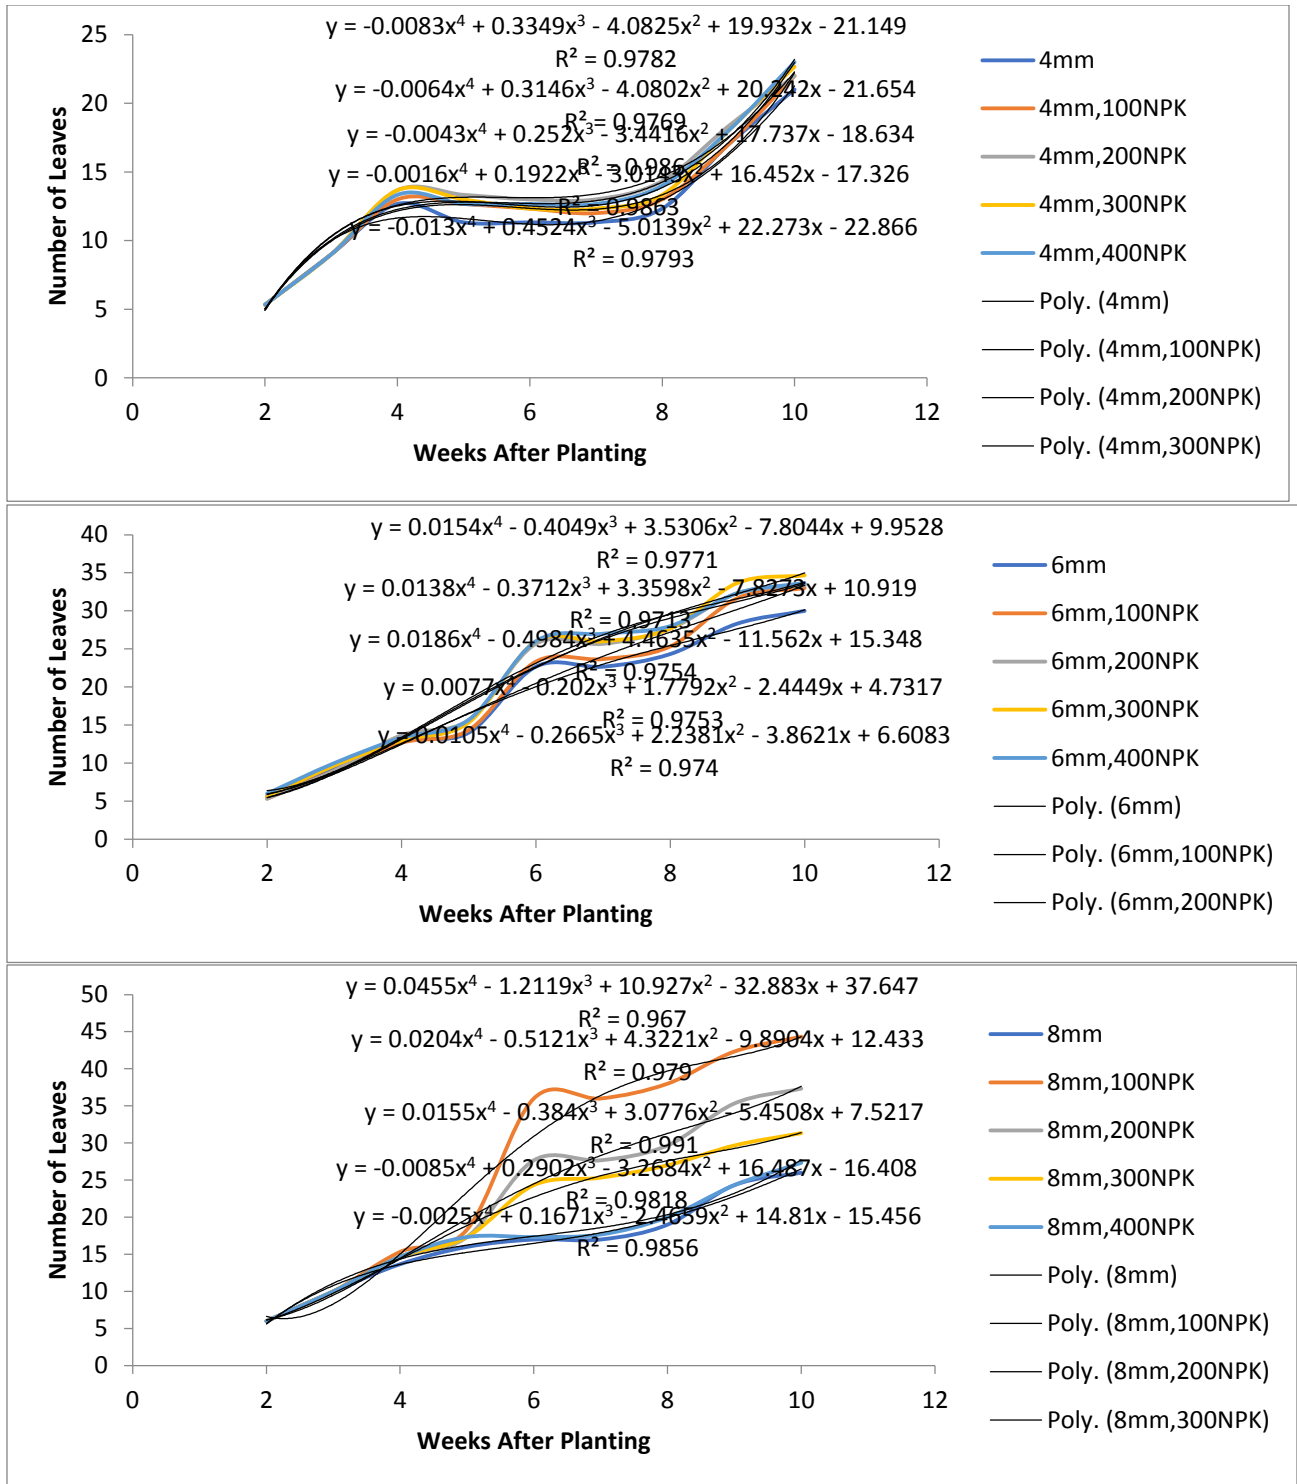 y = -0.0083x⁴ + 0.3349x³ - 4.0825x² + 19.932x - 21.149
R² = 0.9782
y = -0.0064x⁴ + 0.3146x³ - 4.0802x² + 20.242x - 21.654
R² = 0.9769
y = -0.0043x⁴ + 0.252x³ - 3.4416x² + 17.737x - 18.634
R² = 0.986
y = -0.0016x⁴ + 0.1922x³ - 3.0145x² + 16.452x - 17.326
R² = 0.9863
y = -0.013x⁴ + 0.4524x³ - 5.0139x² + 22.273x - 22.866
R² = 0.9793
25
20
15
10
5
0
Number of Leaves
0 2 4 6 8 10 12
Weeks After Planting
4mm
4mm,100NPK
4mm,200NPK
4mm,300NPK
4mm,400NPK
Poly. (4mm)
Poly. (4mm,100NPK)
Poly. (4mm,200NPK)
Poly. (4mm,300NPK)
y = 0.0154x⁴ - 0.4049x³ + 3.5306x² - 7.8044x + 9.9528
R² = 0.9771
y = 0.0138x⁴ - 0.3712x³ + 3.3598x² - 7.8273x + 10.919
R² = 0.9713
y = 0.0186x⁴ - 0.4984x³ + 4.4635x² - 11.562x + 15.348
R² = 0.9754
y = 0.0077x⁴ - 0.202x³ + 1.7792x² - 2.4449x + 4.7317
R² = 0.9753
y = 0.0105x⁴ - 0.2665x³ + 2.2381x² - 3.8621x + 6.6083
R² = 0.974
40
35
30
25
20
15
10
5
0
Number of Leaves
0 2 4 6 8 10 12
Weeks After Planting
6mm
6mm,100NPK
6mm,200NPK
6mm,300NPK
6mm,400NPK
Poly. (6mm)
Poly. (6mm,100NPK)
Poly. (6mm,200NPK)
y = 0.0455x⁴ - 1.2119x³ + 10.927x² - 32.883x + 37.647
R² = 0.967
y = 0.0204x⁴ - 0.5121x³ + 4.3221x² - 9.8904x + 12.433
R² = 0.979
y = 0.0155x⁴ - 0.384x³ + 3.0776x² - 5.4508x + 7.5217
R² = 0.991
y = -0.0085x⁴ + 0.2902x³ - 3.2684x² + 16.487x - 16.408
R² = 0.9818
y = -0.0025x⁴ + 0.1671x³ - 2.4659x² + 14.81x - 15.456
R² = 0.9856
50
45
40
35
30
25
20
15
10
5
0
Number of Leaves
0 2 4 6 8 10 12
Weeks After Planting
8mm
8mm,100NPK
8mm,200NPK
8mm,300NPK
8mm,400NPK
Poly. (8mm)
Poly. (8mm,100NPK)
Poly. (8mm,200NPK)
Poly. (8mm,300NPK)